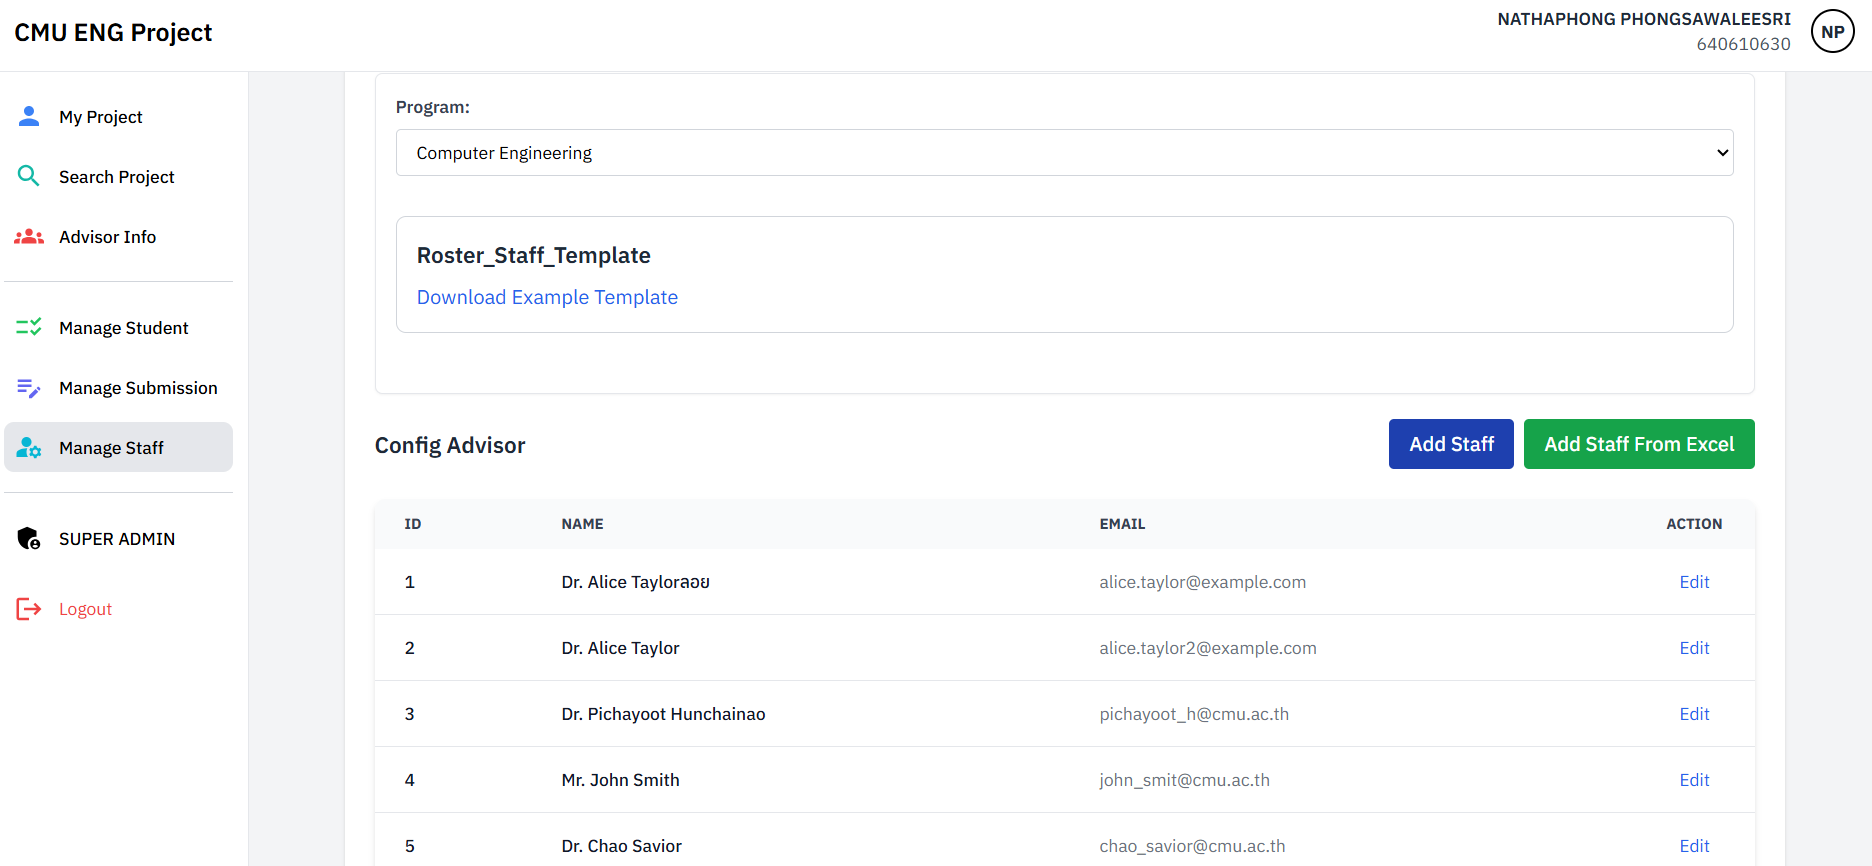 CMU ENG Project
NATHAPHONG PHONGSAWALEESRI
640610630
NP
My Project
Search Project
Advisor Info
Manage Student
Manage Submission
Manage Staff
SUPER ADMIN
Logout
Program:
Computer Engineering
Roster_Staff_Template
Download Example Template
Config Advisor
Add Staff
Add Staff From Excel
ID NAME EMAIL ACTION
1 Dr. Alice Taylorลอย alice.taylor@example.com Edit
2 Dr. Alice Taylor alice.taylor2@example.com Edit
3 Dr. Pichayoot Hunchainao pichayoot_h@cmu.ac.th Edit
4 Mr. John Smith john_smit@cmu.ac.th Edit
5 Dr. Chao Savior chao_savior@cmu.ac.th Edit